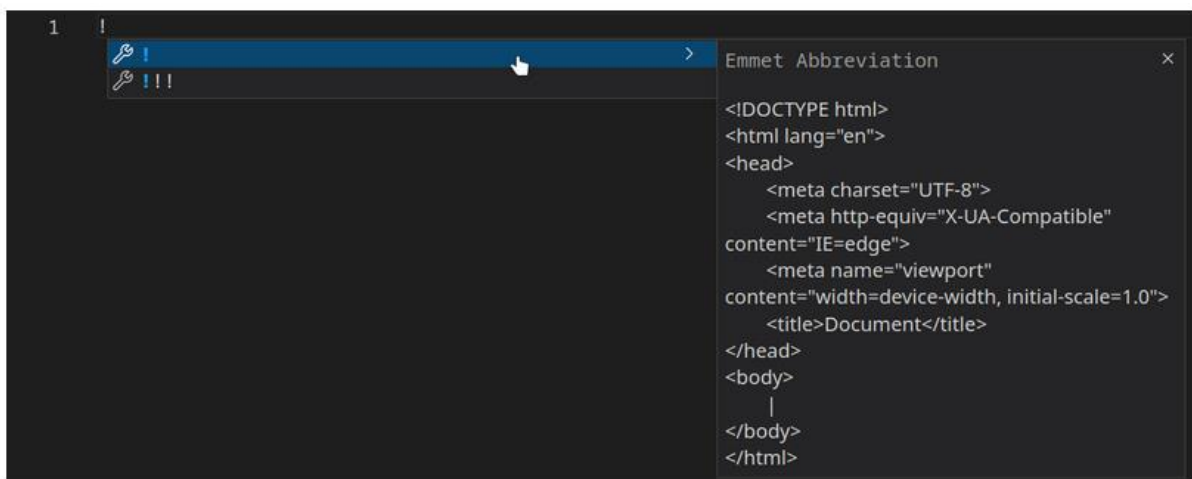 1 !
!
!!!
Emmet Abbreviation
<!DOCTYPE html>
<html lang="en">
<head>
<meta charset="UTF-8">
<meta http-equiv="X-UA-Compatible"
content="IE=edge">
<meta name="viewport"
content="width=device-width, initial-scale=1.0">
<title>Document</title>
</head>
<body>
|
</body>
</html>